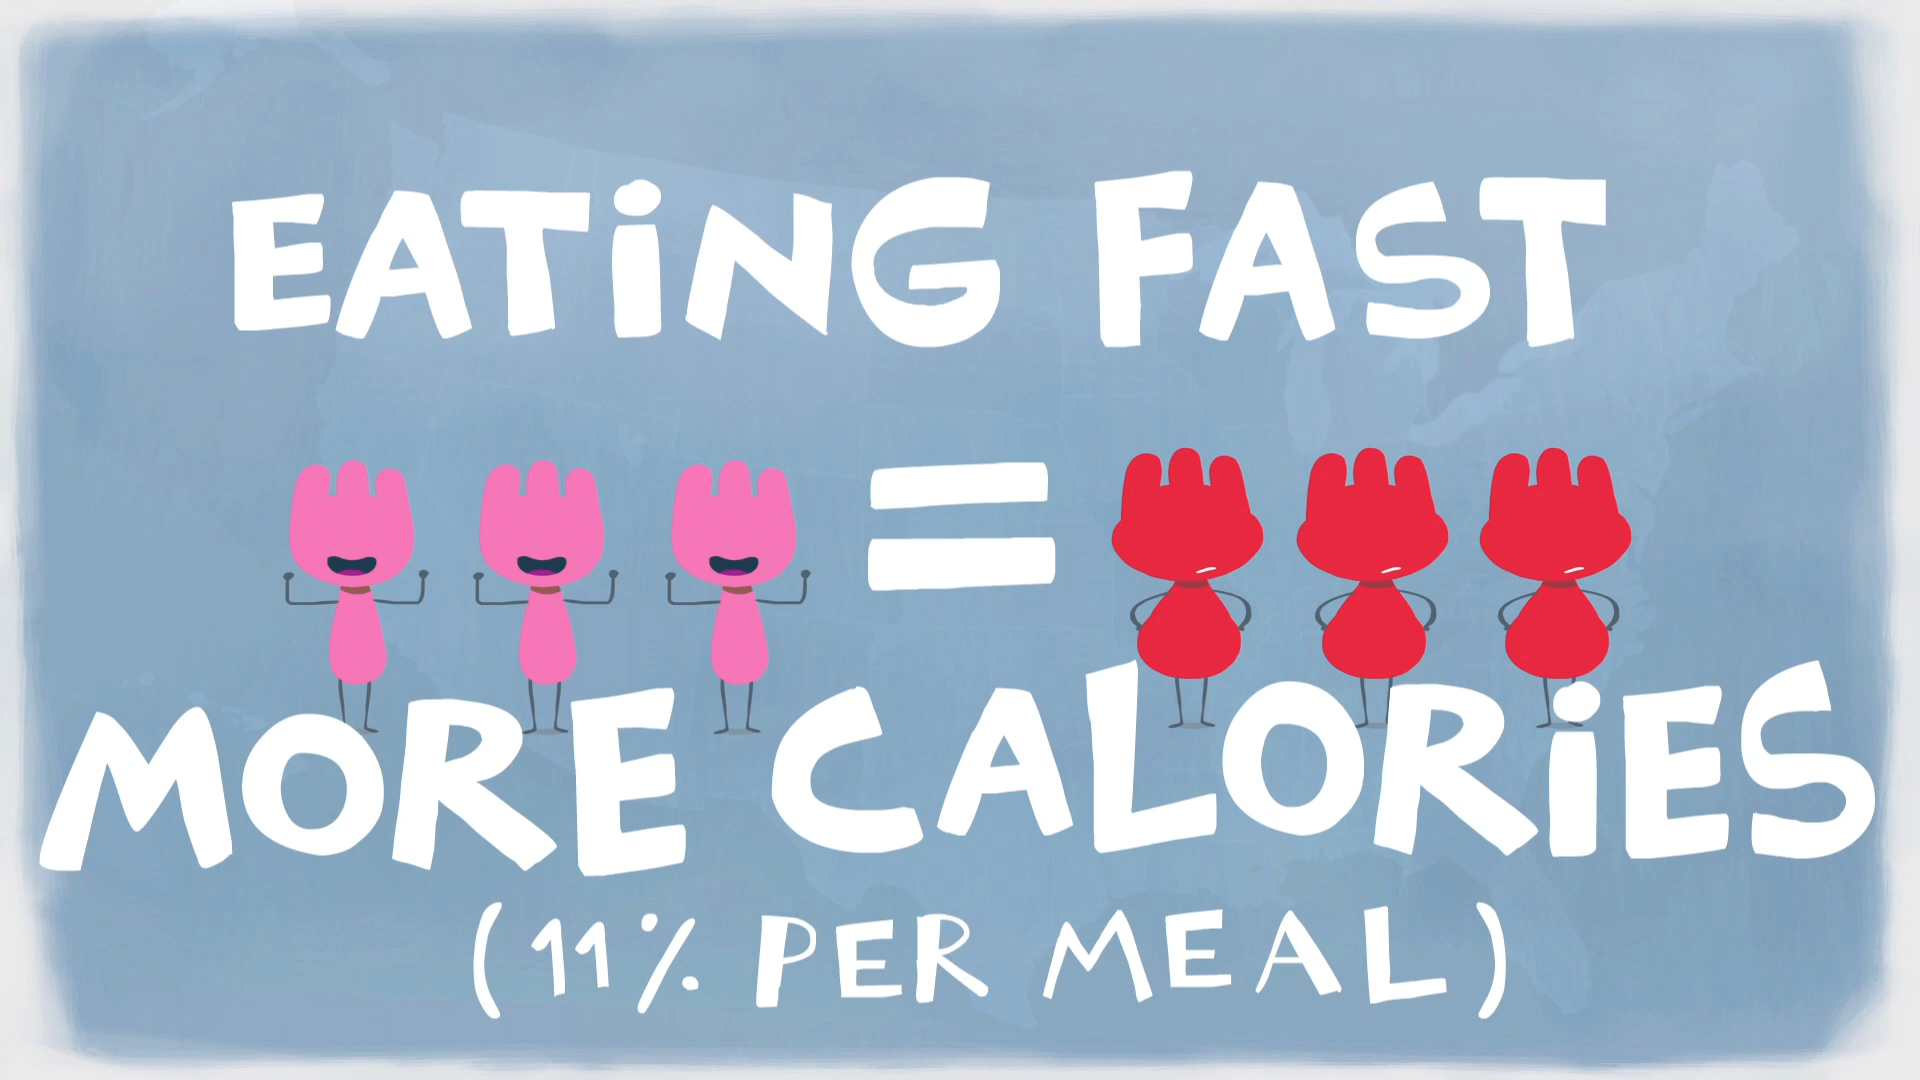 EATiNG FAST
=
MORE CALORiES
(11% PER MEAL)